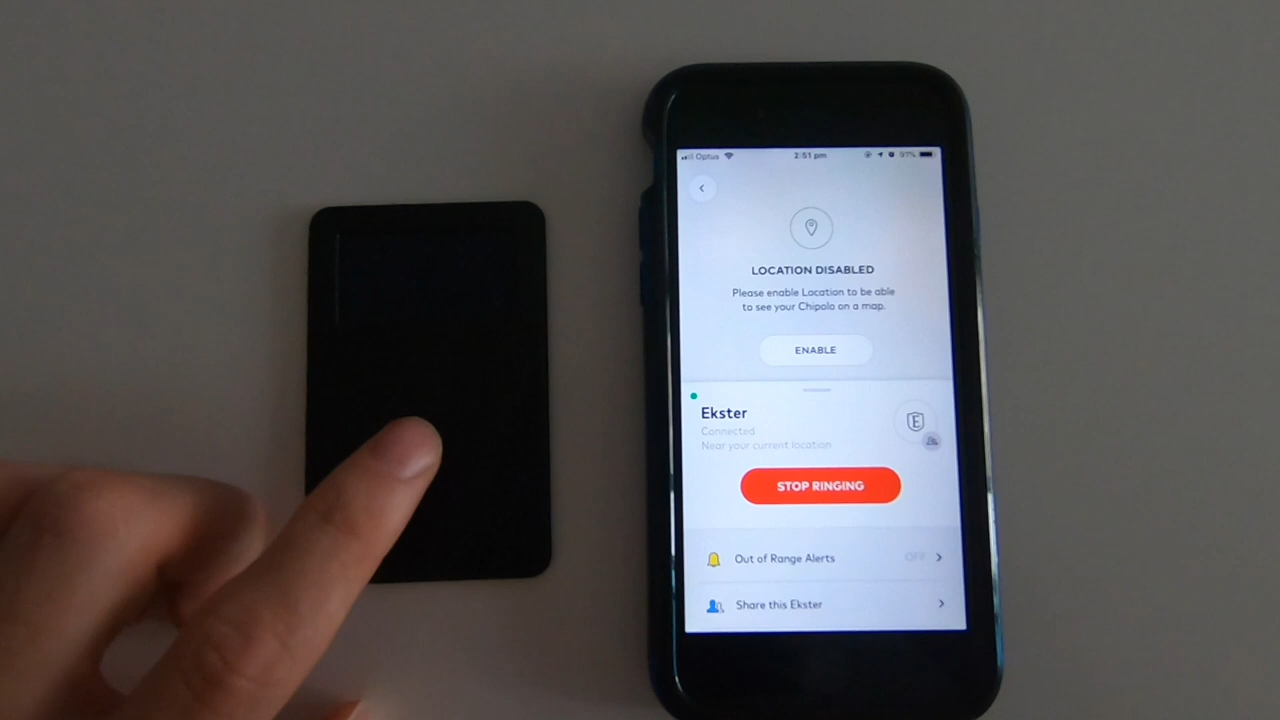 Optus 2:51 pm 91%
LOCATION DISABLED
Please enable Location to be able
to see your Chipolo on a map.
ENABLE
Ekster
Connected
Near your current location
E
STOP RINGING
Out of Range Alerts OFF
Share this Ekster